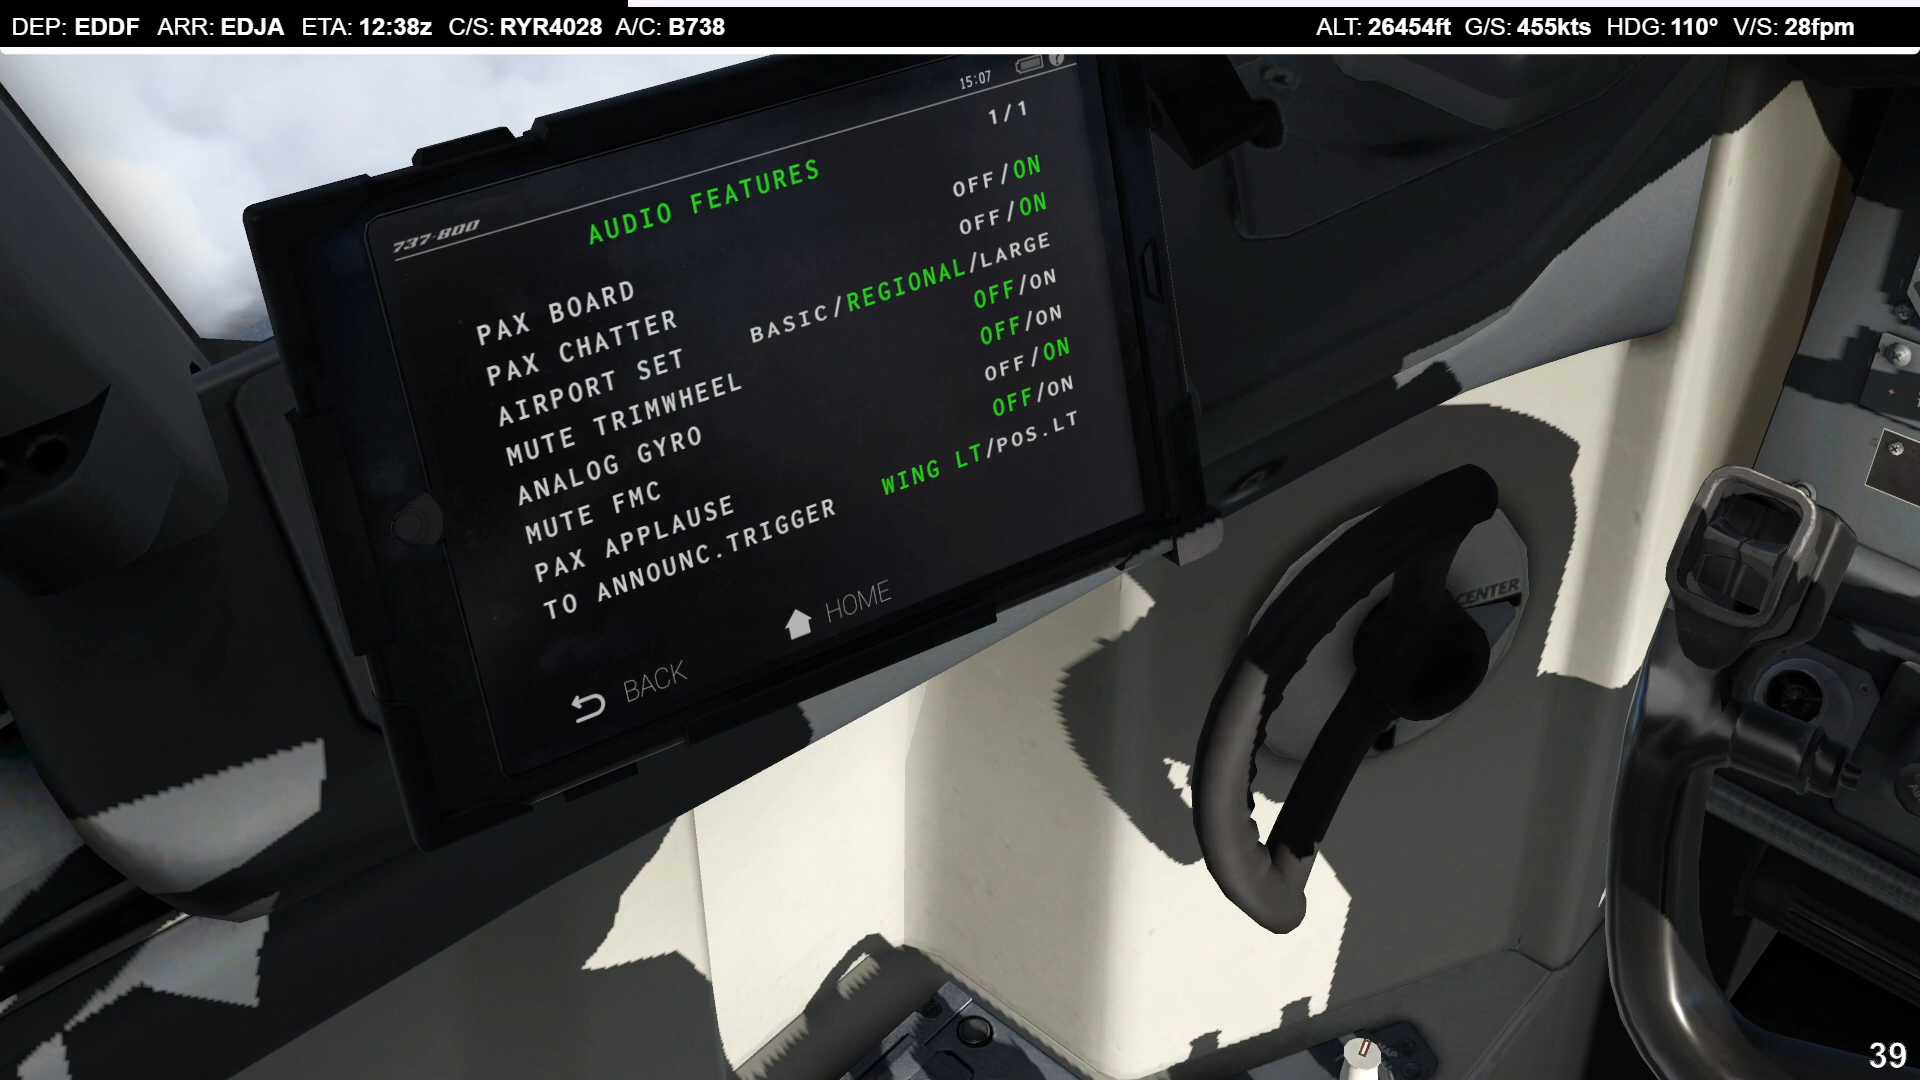 DEP: EDDF ARR: EDJA ETA: 12:38z C/S: RYR4028 A/C: B738 ALT: 26454ft G/S: 455kts HDG: 110° V/S: 28fpm
15:07
737-800
1/1
AUDIO FEATURES
PAX BOARD OFF/ON
PAX CHATTER OFF/ON
AIRPORT SET BASIC/REGIONAL/LARGE
MUTE TRIMWHEEL OFF/ON
ANALOG GYRO OFF/ON
MUTE FMC OFF/ON
PAX APPLAUSE OFF/ON
TO ANNOUNC.TRIGGER WING LT/POS.LT
BACK
HOME
CENTER
39